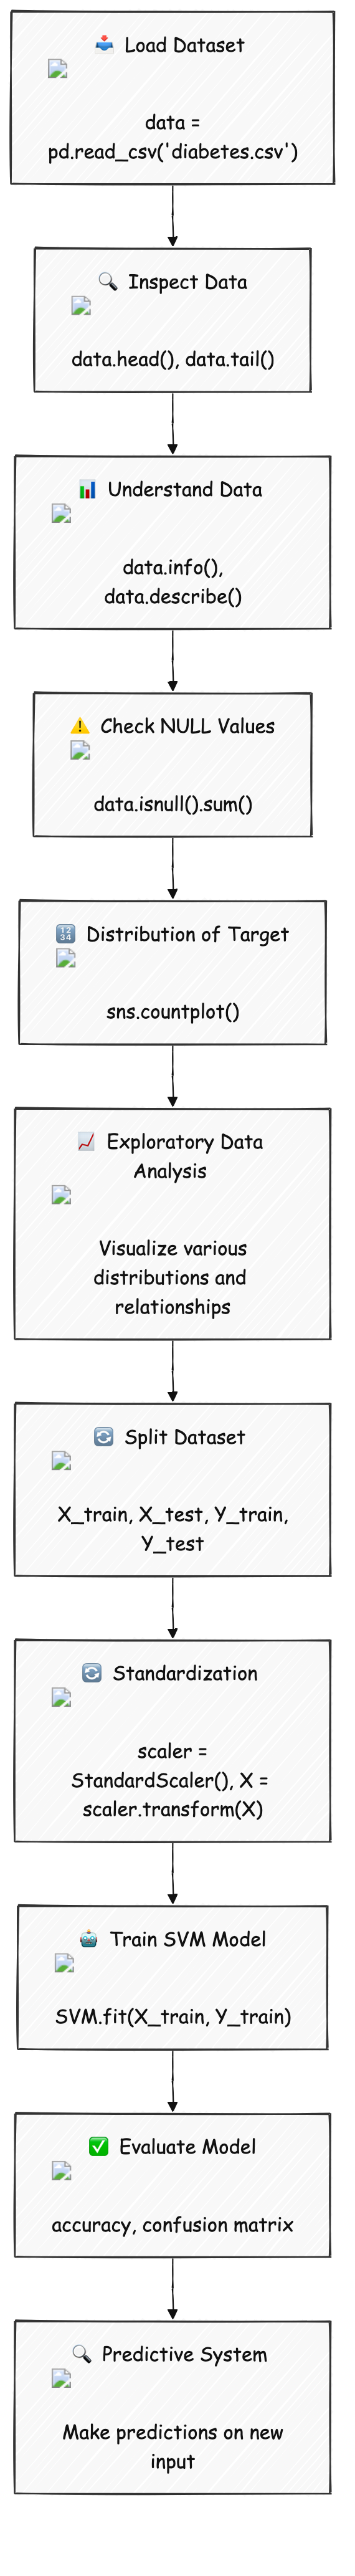 📥 Load Dataset
data =
pd.read_csv('diabetes.csv')
🔍 Inspect Data
data.head(), data.tail()
📊 Understand Data
data.info(),
data.describe()
⚠️ Check NULL Values
data.isnull().sum()
🔢 Distribution of Target
sns.countplot()
📈 Exploratory Data
Analysis
Visualize various
distributions and
relationships
🔄 Split Dataset
X_train, X_test, Y_train,
Y_test
🔄 Standardization
scaler =
StandardScaler(), X =
scaler.transform(X)
🤖 Train SVM Model
SVM.fit(X_train, Y_train)
✅ Evaluate Model
accuracy, confusion matrix
🔍 Predictive System
Make predictions on new
input